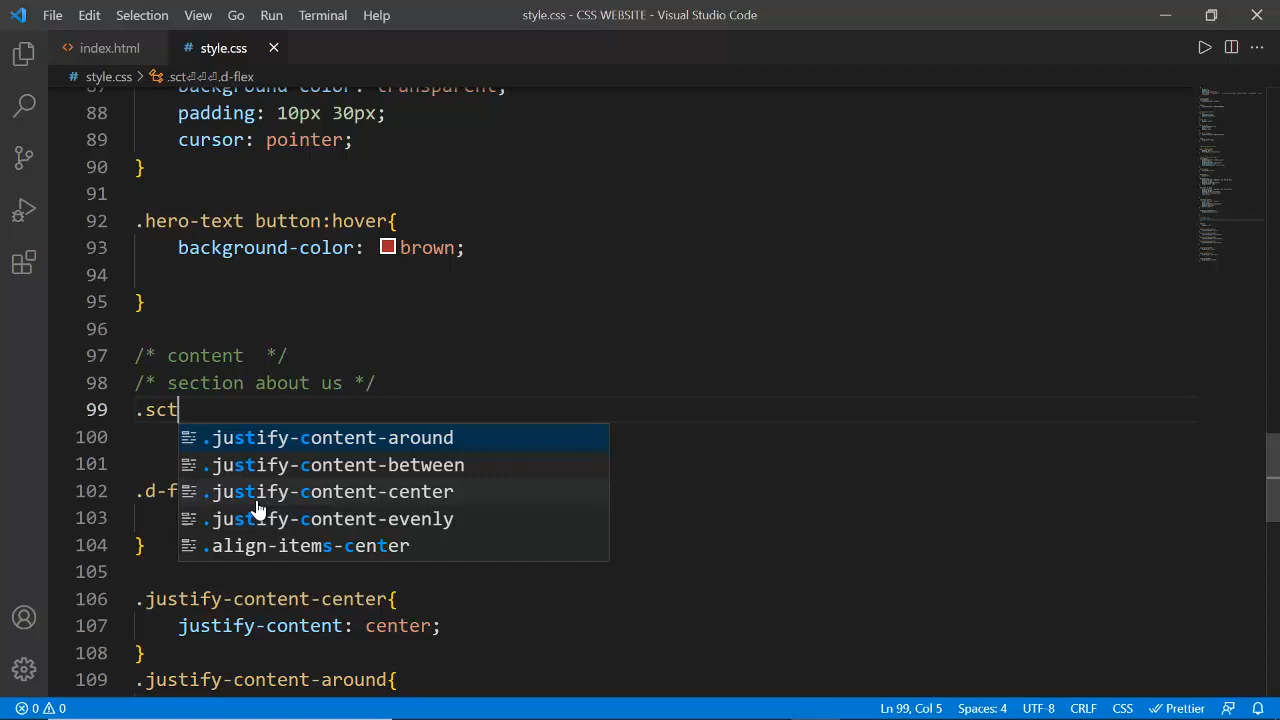 File Edit Selection View Go Run Terminal Help style.css - CSS WEBSITE - Visual Studio Code
<> index.html # style.css
# style.css > .sct⏎⏎⏎.d-flex
87 background-color: transparent;
88 padding: 10px 30px;
89 cursor: pointer;
90 }
91
92 .hero-text button:hover{
93 background-color: brown;
94
95 }
96
97 /* content  */
98 /* section about us */
99 .sct
.justify-content-around
.justify-content-between
.justify-content-center
.justify-content-evenly
.align-items-center
100
101
102 .d-f
103
104 }
105
106 .justify-content-center{
107 justify-content: center;
108 }
109 .justify-content-around{
0 0 Ln 99, Col 5 Spaces: 4 UTF-8 CRLF CSS Prettier